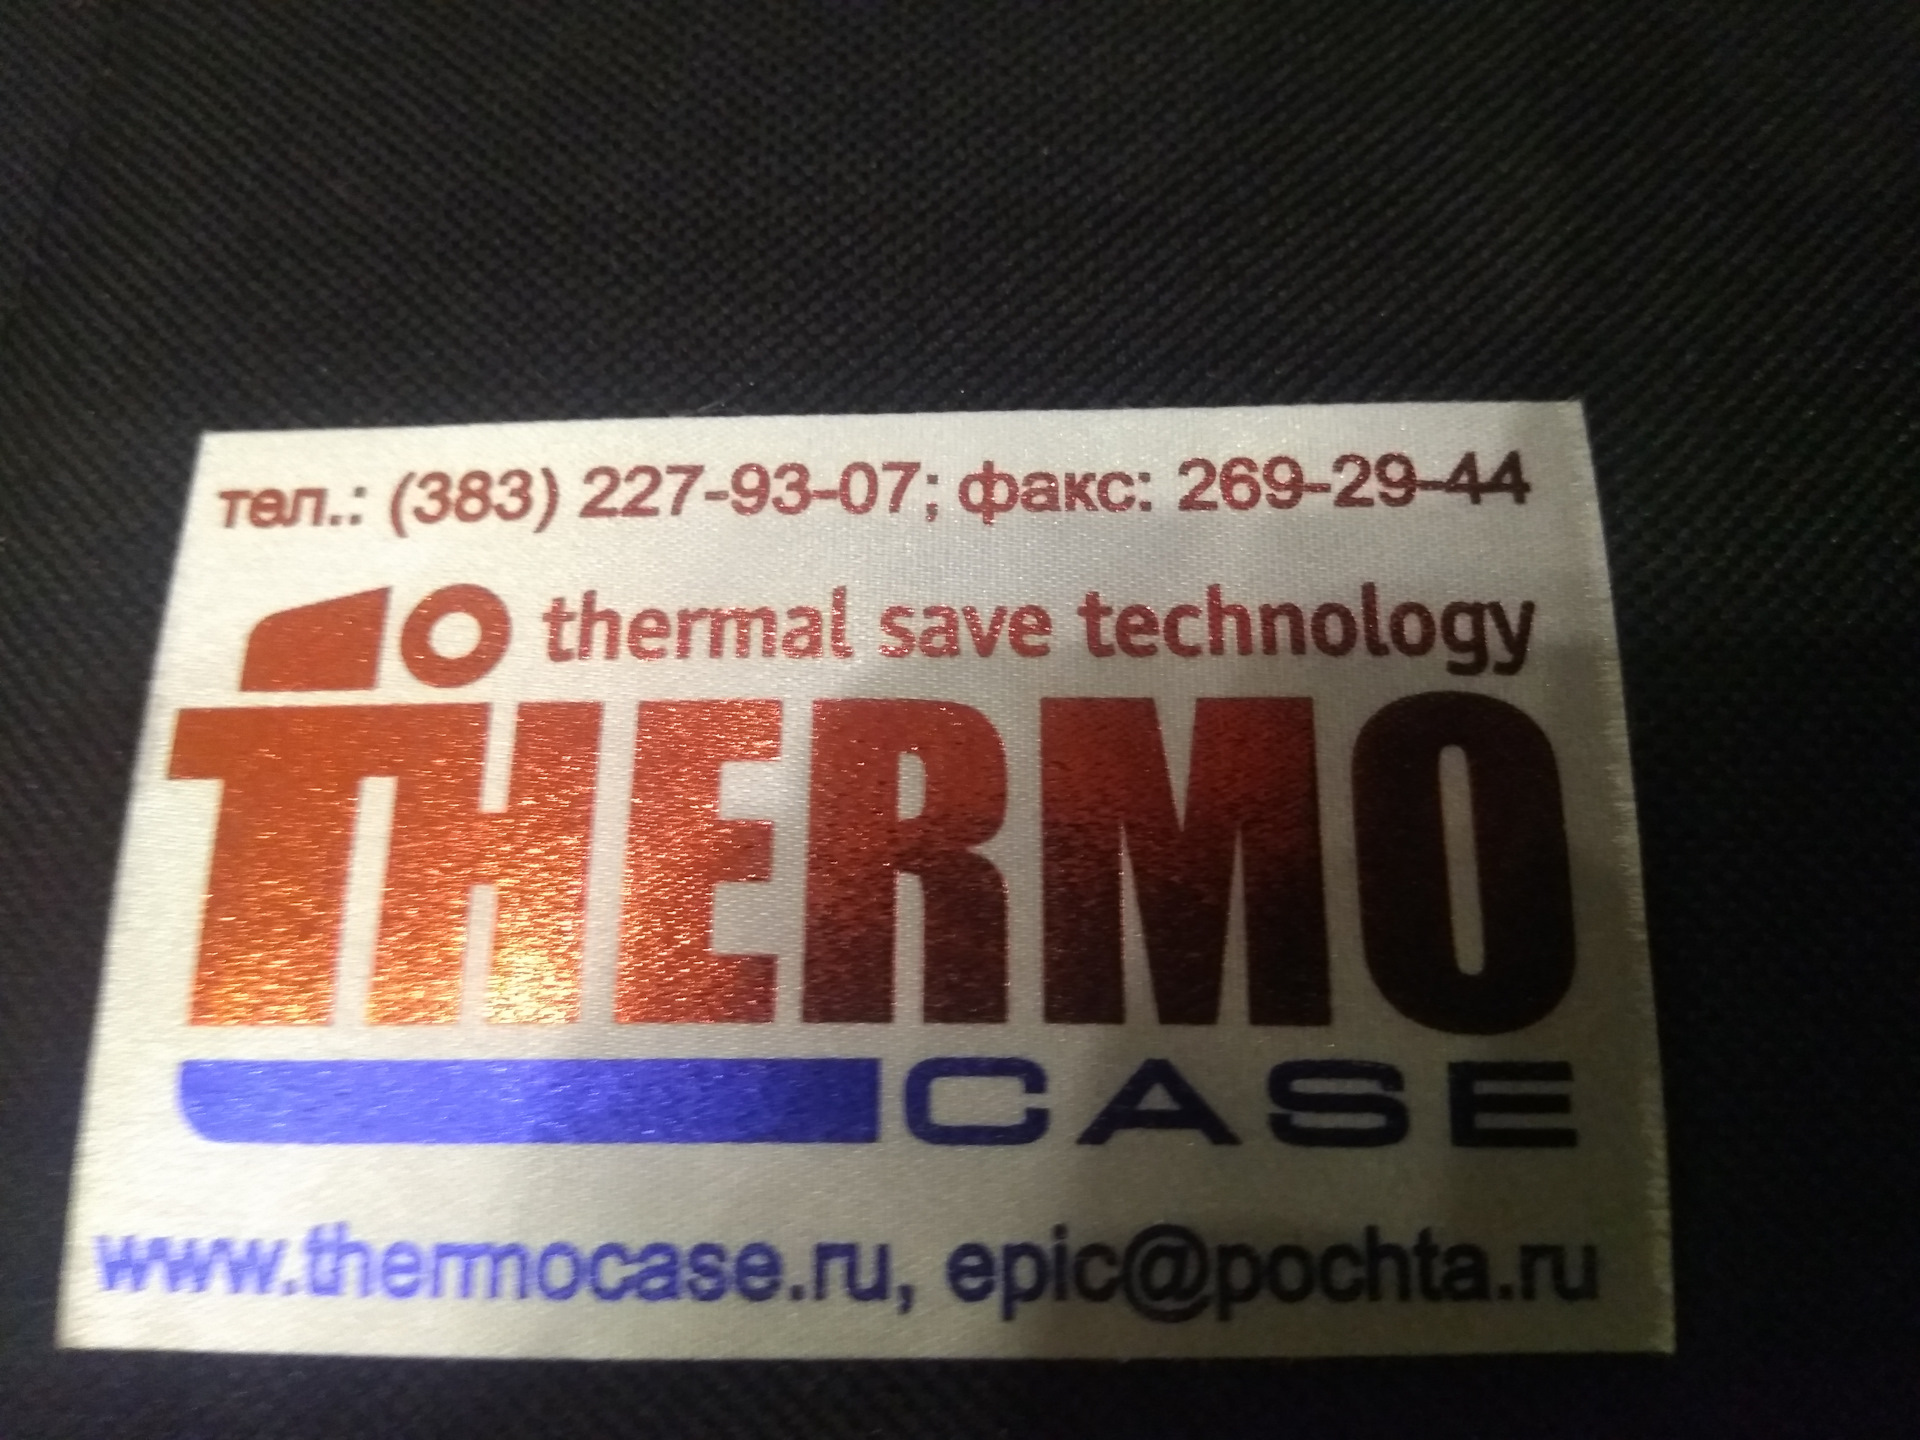 тел.: (383) 227-93-07; факс: 269-29-44
thermal save technology
THERMO
CASE
www.thermocase.ru, epic@pochta.ru